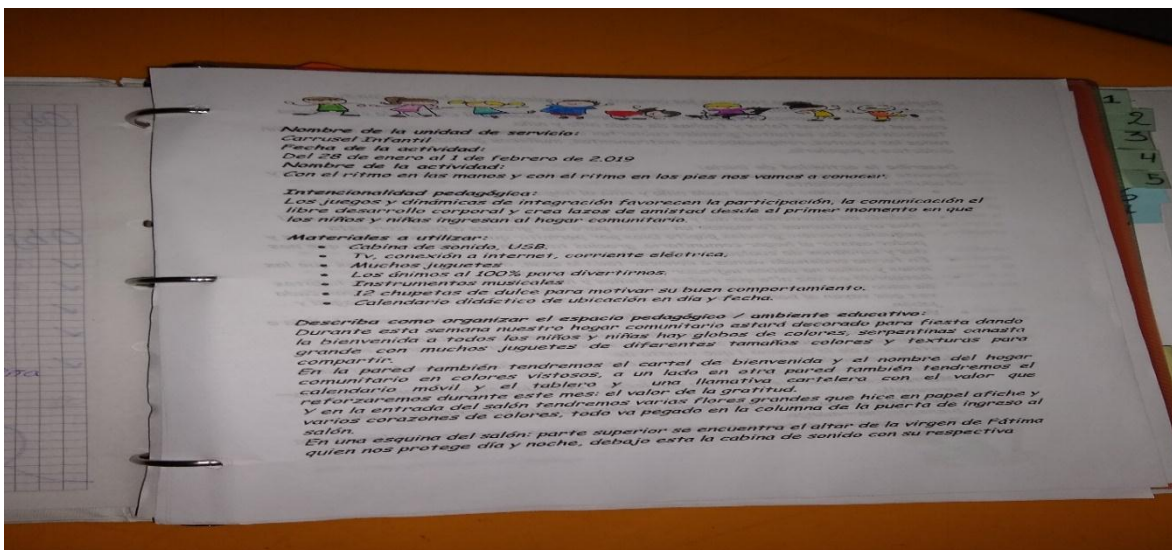 Nombre de la unidad de servicio:
Carrusel Infantil
Fecha de la actividad:
Del 28 de enero al 1 de febrero de 2.019
Nombre de la actividad:
Con el ritmo en las manos y con el ritmo en los pies nos vamos a conocer.
Intencionalidad pedagógica:
Los juegos y dinámicas de integración favorecen la participación, la comunicación el
libre desarrollo corporal y crea lazos de amistad desde el primer momento en que
los niños y niñas ingresan al hogar comunitario.
Materiales a utilizar:
• Cabina de sonido, USB.
• Tv, conexión a internet, corriente eléctrica.
• Muchos juguetes
• Los ánimos al 100% para divertirnos.
• Instrumentos musicales
• 12 chupetas de dulce para motivar su buen comportamiento.
• Calendario didáctico de ubicación en día y fecha.
Describa como organizar el espacio pedagógico / ambiente educativo:
Durante esta semana nuestro hogar comunitario estará decorado para fiesta dando
la bienvenida a todos los niños y niñas hay globos de colores, serpentinas canasta
grande con muchos juguetes de diferentes tamaños colores y texturas para
compartir.
En la pared también tendremos el cartel de bienvenida y el nombre del hogar
comunitario en colores vistosos, a un lado en otra pared también tendremos el
calendario móvil y el tablero y una llamativa cartelera con el valor que
reforzaremos durante este mes: el valor de la gratitud.
Y en la entrada del salón tendremos varias flores grandes que hice en papel afiche y
varios corazones de colores, todo va pegado en la columna de la puerta de ingreso al
salón.
En una esquina del salón: parte superior se encuentra el altar de la virgen de Fátima
quien nos protege día y noche, debajo esta la cabina de sonido con su respectiva
1
2
3
4
5